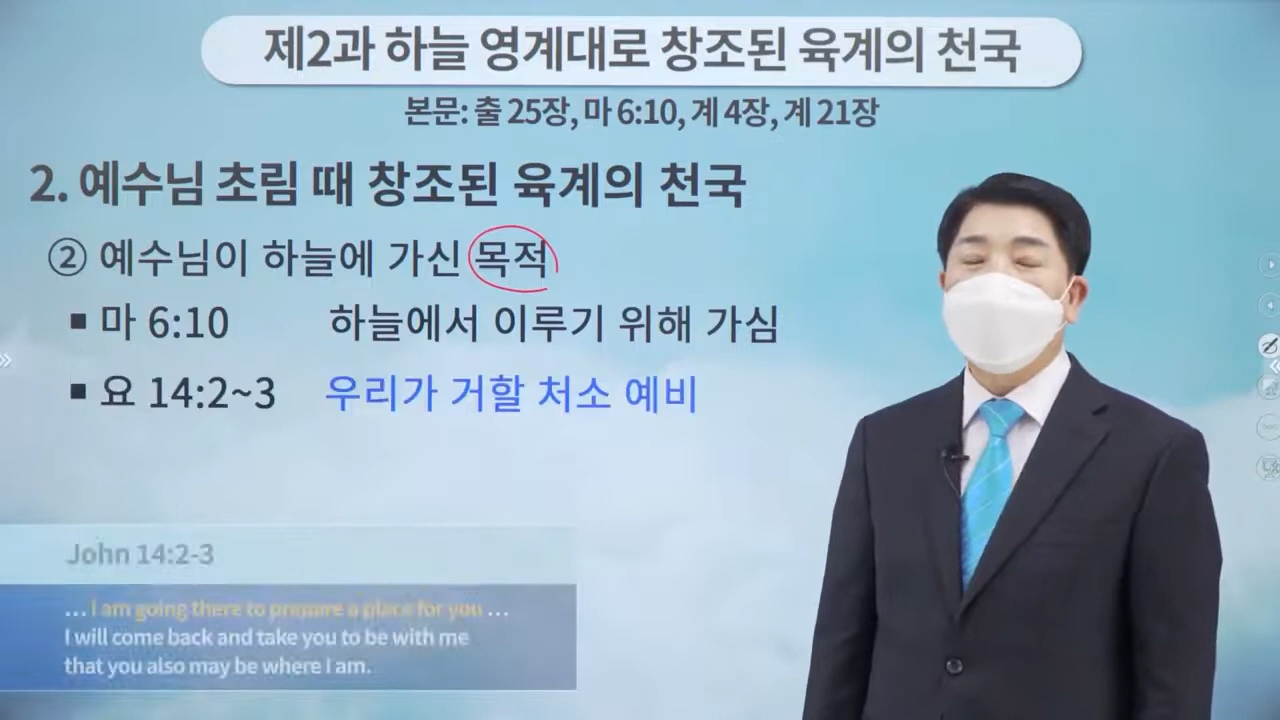 제2과 하늘 영계대로 창조된 육계의 천국
본문: 출 25장, 마 6:10, 계 4장, 계 21장
2. 예수님 초림 때 창조된 육계의 천국
② 예수님이 하늘에 가신 목적
▪ 마 6:10 하늘에서 이루기 위해 가심
▪ 요 14:2~3 우리가 거할 처소 예비
John 14:2-3
... I am going there to prepare a place for you ...
I will come back and take you to be with me
that you also may be where I am.